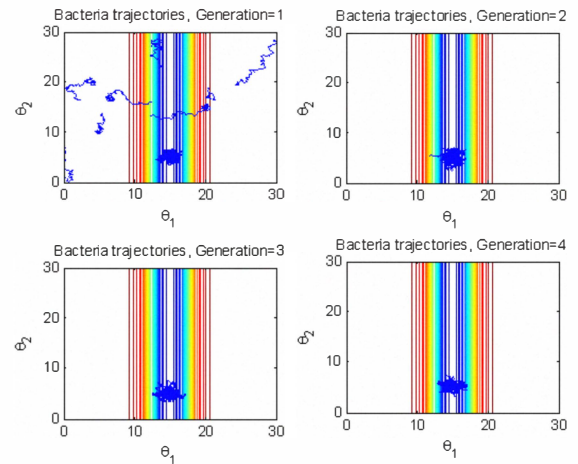 Bacteria trajectories, Generation=1
30
20
θ2
10
0
0 10 20 30
θ1
Bacteria trajectories, Generation=2
30
20
θ2
10
0
0 10 20 30
θ1
Bacteria trajectories, Generation=3
30
20
θ2
10
0
0 10 20 30
θ1
Bacteria trajectories, Generation=4
30
20
θ2
10
0
0 10 20 30
θ1